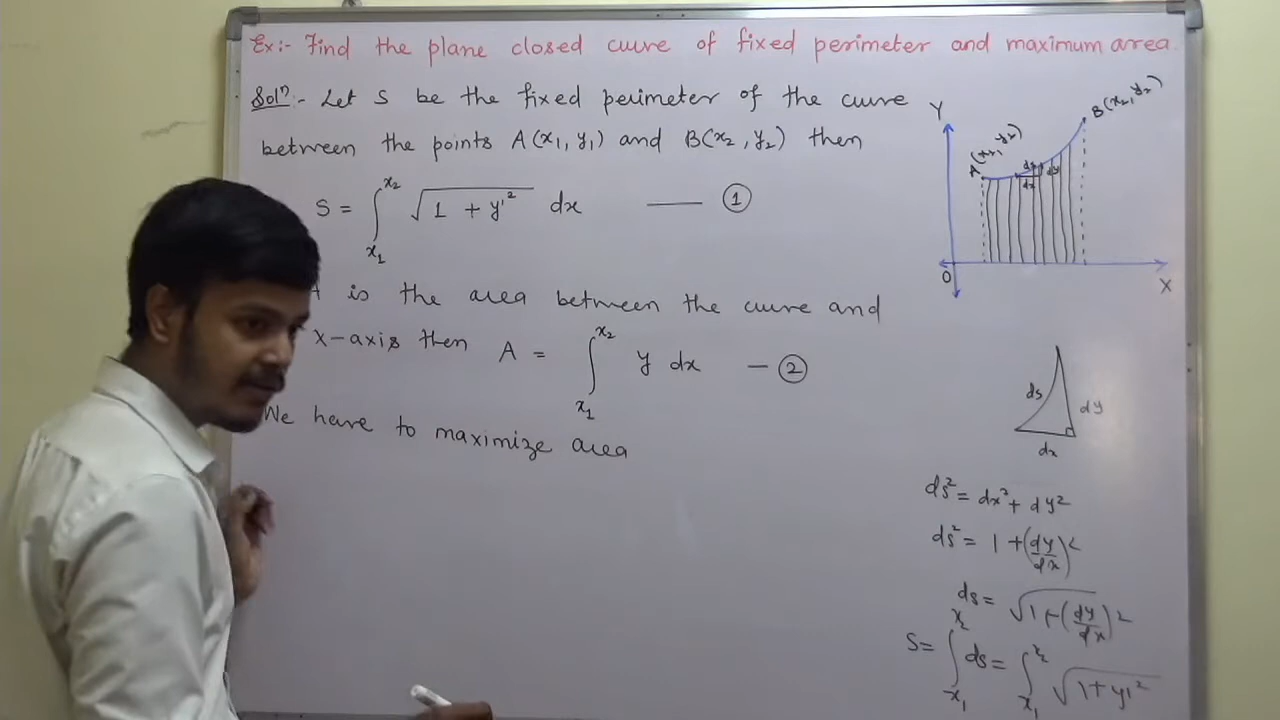 Ex:- Find the plane closed curve of fixed perimeter and maximum area.
Solⁿ:- Let S be the fixed perimeter of the curve
between the points A(x₁, y₁) and B(x₂, y₂) then
S = ∫_{x₁}^{x₂} √(1 + y'²) dx —— ①
is the area between the curve and
X-axis then A = ∫_{x₁}^{x₂} y dx — ②
We have to maximize area
Y
B(x₂, y₂)
ds
dy
dx
O
X
ds
dy
dx
ds² = dx² + dy²
ds² = 1 + (dy/dx)²
ds = √(1 + (dy/dx)²)
S = ∫_{x₁}^{x₂} ds = ∫_{x₁}^{x₂} √(1 + y'²)